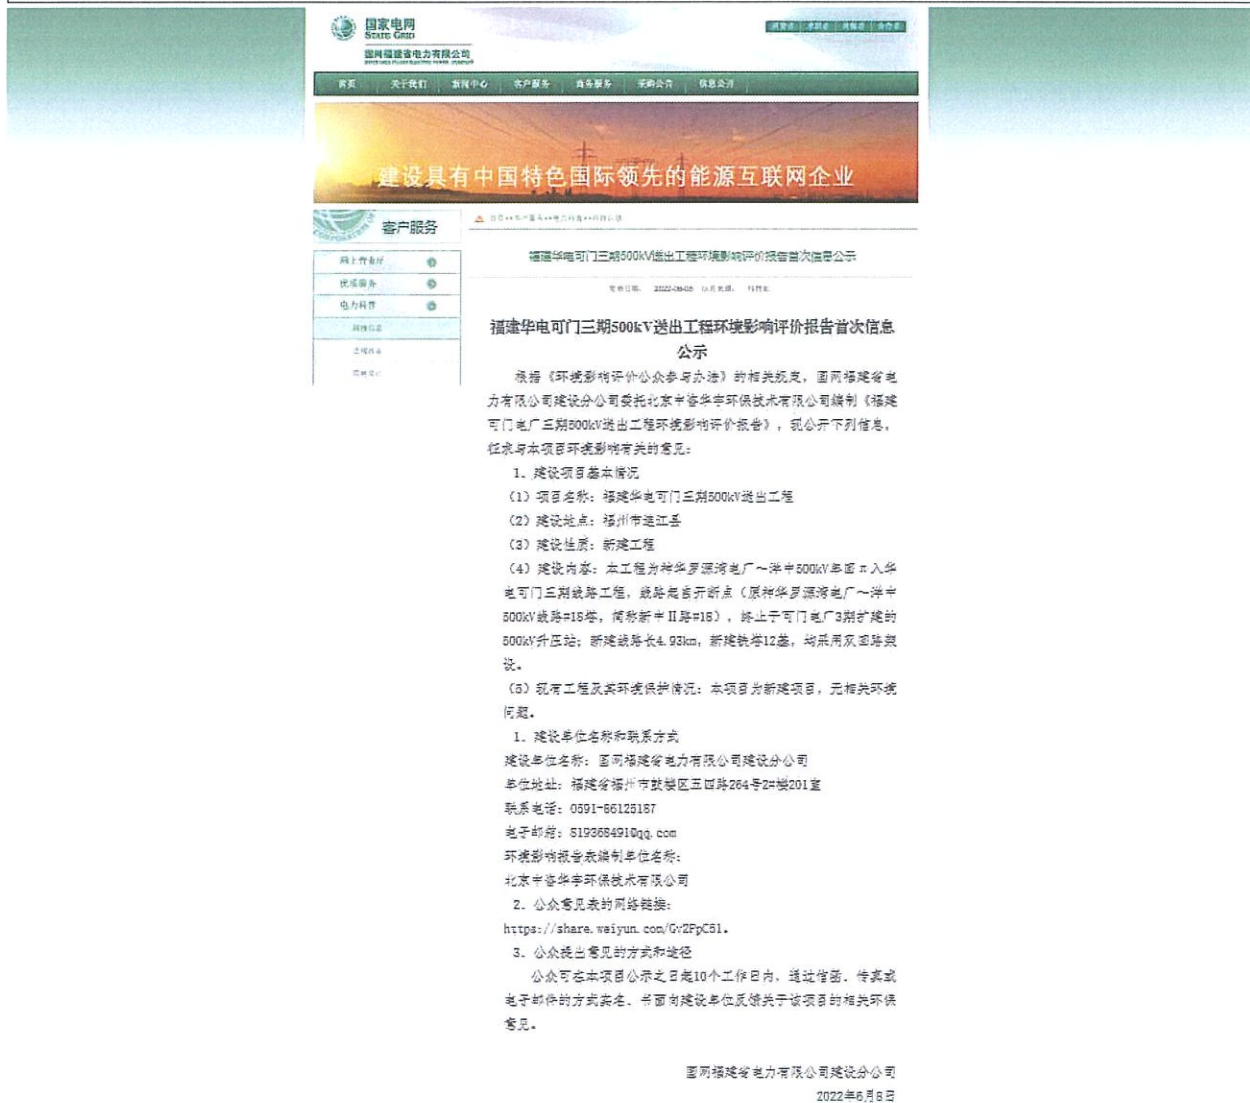 国家电网
STATE GRID
国网福建省电力有限公司
首页 关于我们 新闻中心 客户服务 商务服务 采购公告 信息公开
建设具有中国特色国际领先的能源互联网企业
客户服务
网上营业厅
优质服务
电力科普
福建华电可门三期500kV送出工程环境影响评价报告首次信息公示
福建华电可门三期500kV送出工程环境影响评价报告首次信息
公示
根据《环境影响评价公众参与办法》的相关规定，国网福建省电
力有限公司建设分公司委托北京中咨华宇环保技术有限公司编制《福建
可门电厂三期500kV送出工程环境影响评价报告》，现公开下列信息，
征求与本项目环境影响有关的意见：
1、建设项目基本情况
（1）项目名称：福建华电可门三期500kV送出工程
（2）建设地点：福州市连江县
（3）建设性质：新建工程
（4）建设内容：本工程为神华罗源湾电厂～洋中500kV单回π入华
电可门三期线路工程，线路起自开断点（原神华罗源湾电厂～洋中
500kV线路#18塔，简称新中Ⅱ路#18），终止于可门电厂3期扩建的
500kV升压站；新建线路长4.93km，新建铁塔12基，均采用双回路架
设。
（5）现有工程及其环境保护情况：本项目为新建项目，无相关环境
问题。
1、建设单位名称和联系方式
建设单位名称：国网福建省电力有限公司建设分公司
单位地址：福建省福州市鼓楼区五四路264号2#楼201室
联系电话：0591-86125187
电子邮箱：819368491@qq.com
环境影响报告表编制单位名称：
北京中咨华宇环保技术有限公司
2、公众意见表的网络链接：
https://share.weiyun.com/Gv2FpC51。
3、公众提出意见的方式和途径
公众可在本项目公示之日起10个工作日内，通过信函、传真或
电子邮件的方式实名、书面向建设单位反馈关于该项目的相关环保
意见。
国网福建省电力有限公司建设分公司
2022年6月8日